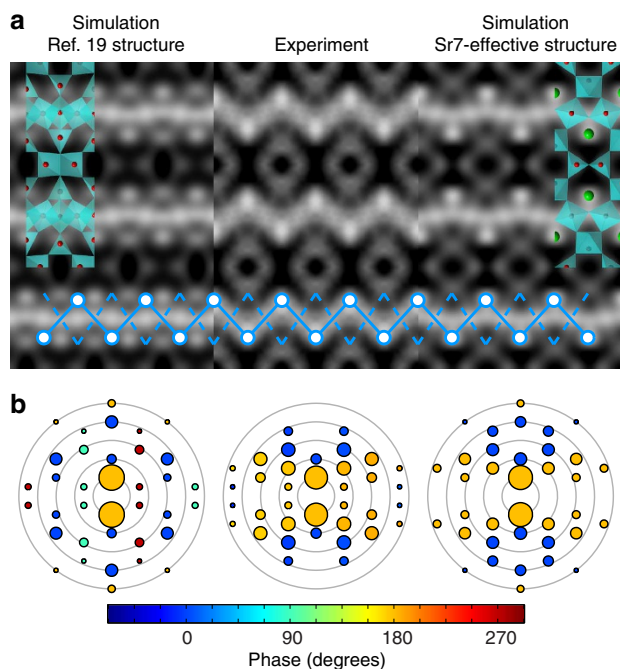 a
Simulation
Ref. 19 structure
Experiment
Simulation
Sr7-effective structure
b
0 90 180 270
Phase (degrees)